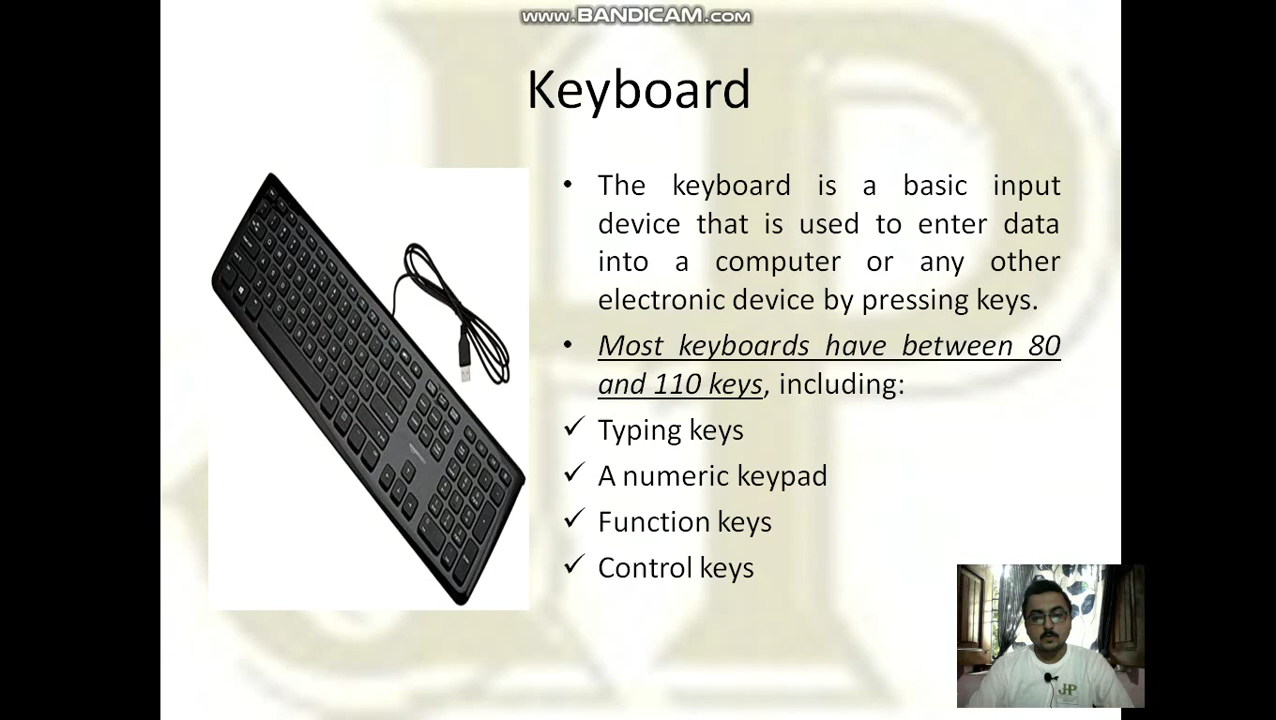 www.BANDICAM.com
Keyboard
• The keyboard is a basic input
device that is used to enter data
into a computer or any other
electronic device by pressing keys.
• Most keyboards have between 80
and 110 keys, including:
✓ Typing keys
✓ A numeric keypad
✓ Function keys
✓ Control keys
JHP